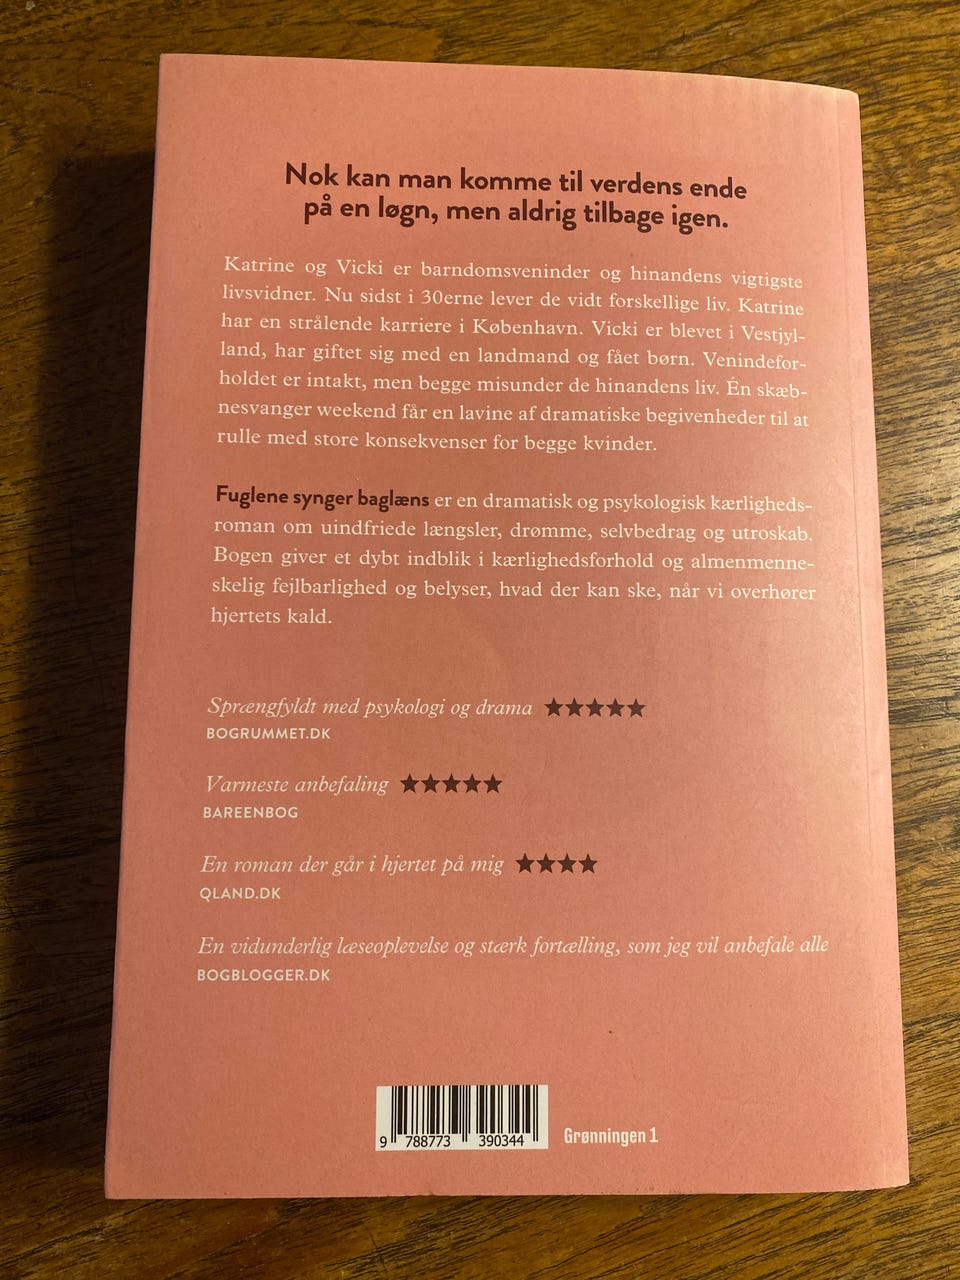 Nok kan man komme til verdens ende
på en løgn, men aldrig tilbage igen.
Katrine og Vicki er barndomsveninder og hinandens vigtigste
livsvidner. Nu sidst i 30erne lever de vidt forskellige liv. Katrine
har en strålende karriere i København. Vicki er blevet i Vestjyl-
land, har giftet sig med en landmand og fået børn. Venindefor-
holdet er intakt, men begge misunder de hinandens liv. Én skæb-
nesvanger weekend får en lavine af dramatiske begivenheder til at
rulle med store konsekvenser for begge kvinder.
Fuglene synger baglæns er en dramatisk og psykologisk kærligheds-
roman om uindfriede længsler, drømme, selvbedrag og utroskab.
Bogen giver et dybt indblik i kærlighedsforhold og almenmenne-
skelig fejlbarlighed og belyser, hvad der kan ske, når vi overhører
hjertets kald.
Sprængfyldt med psykologi og drama ★★★★★
BOGRUMMET.DK
Varmeste anbefaling ★★★★★
BAREENBOG
En roman der går i hjertet på mig ★★★★
QLAND.DK
En vidunderlig læseoplevelse og stærk fortælling, som jeg vil anbefale alle
BOGBLOGGER.DK
9 788773 390344
Grønningen 1